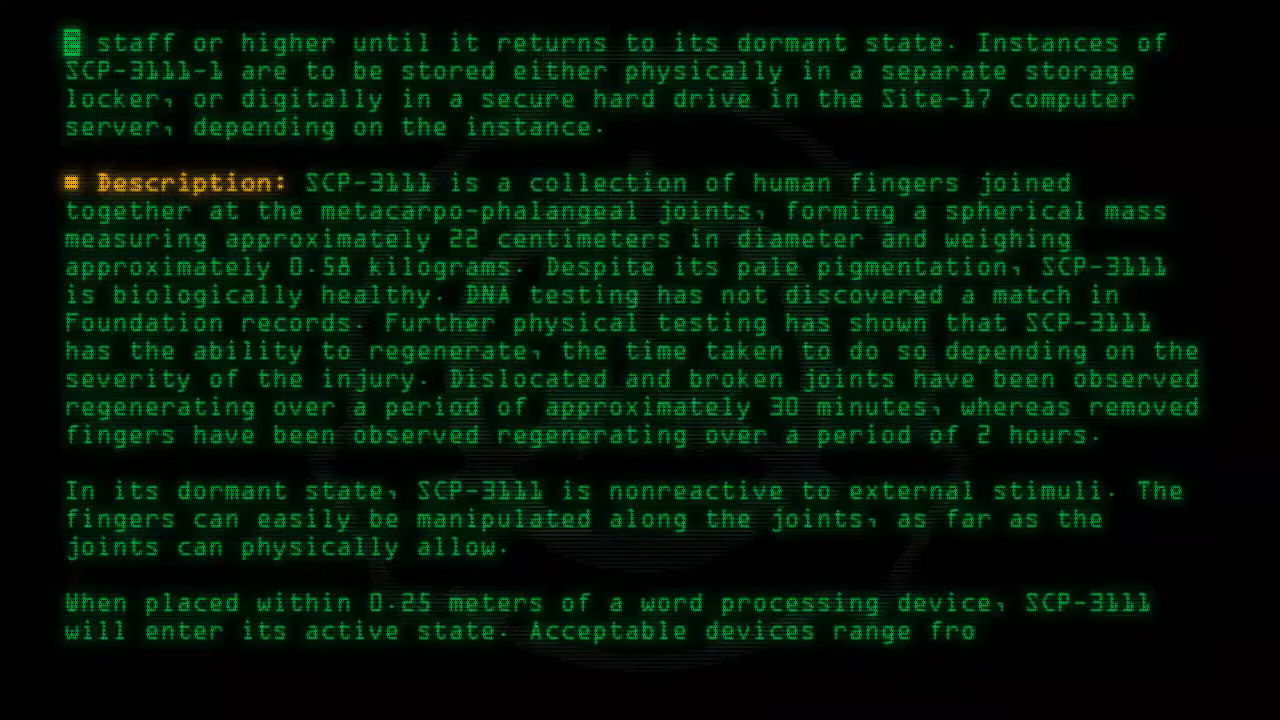 █ staff or higher until it returns to its dormant state. Instances of
SCP-3111-1 are to be stored either physically in a separate storage
locker, or digitally in a secure hard drive in the Site-17 computer
server, depending on the instance.
■ Description: SCP-3111 is a collection of human fingers joined
together at the metacarpo-phalangeal joints, forming a spherical mass
measuring approximately 22 centimeters in diameter and weighing
approximately 0.58 kilograms. Despite its pale pigmentation, SCP-3111
is biologically healthy. DNA testing has not discovered a match in
Foundation records. Further physical testing has shown that SCP-3111
has the ability to regenerate, the time taken to do so depending on the
severity of the injury. Dislocated and broken joints have been observed
regenerating over a period of approximately 30 minutes, whereas removed
fingers have been observed regenerating over a period of 2 hours.
In its dormant state, SCP-3111 is nonreactive to external stimuli. The
fingers can easily be manipulated along the joints, as far as the
joints can physically allow.
When placed within 0.25 meters of a word processing device, SCP-3111
will enter its active state. Acceptable devices range fro